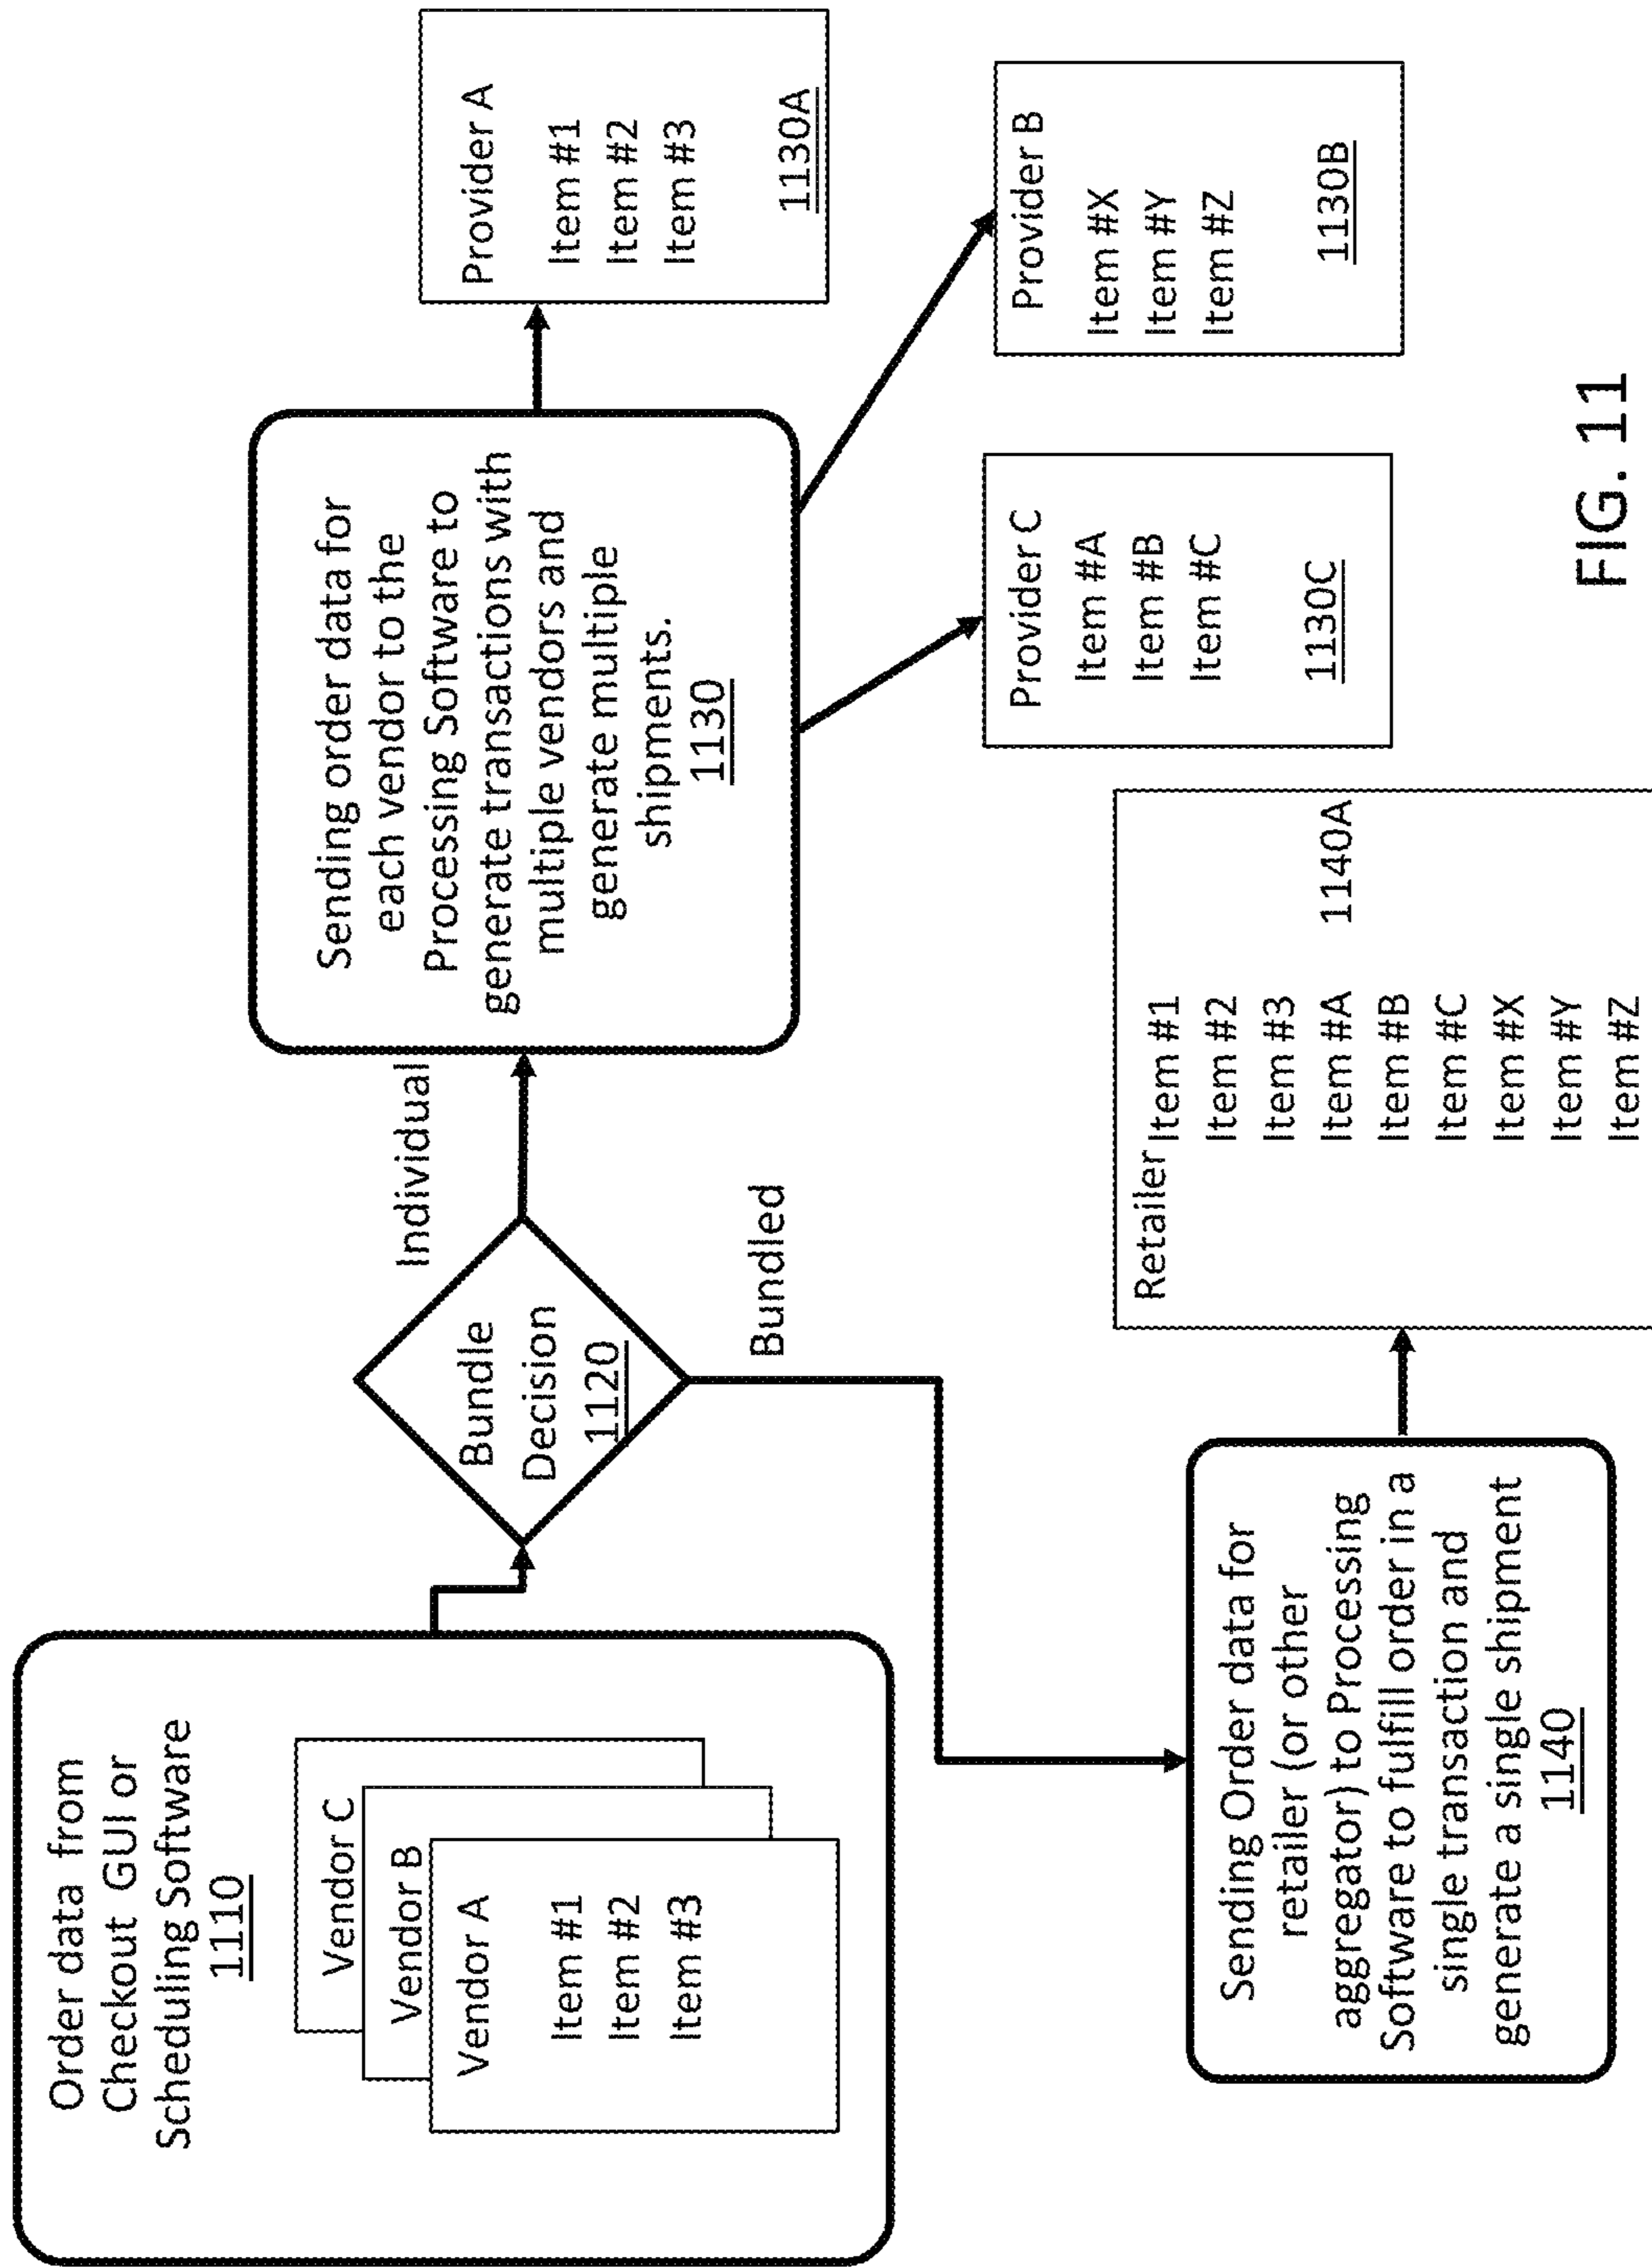 Order data from
Checkout GUI or
Scheduling Software
1110
Vendor C
Vendor B
Vendor A
Item #1
Item #2
Item #3
Bundle
Decision
1120
Individual
Bundled
Sending order data for
each vendor to the
Processing Software to
generate transactions with
multiple vendors and
generate multiple
shipments.
1130
Provider A
Item #1
Item #2
Item #3
1130A
Provider B
Item #X
Item #Y
Item #Z
1130B
Provider C
Item #A
Item #B
Item #C
1130C
Sending Order data for
retailer (or other
aggregator) to Processing
Software to fulfill order in a
single transaction and
generate a single shipment
1140
Retailer Item #1
Item #2
Item #3
Item #A 1140A
Item #B
Item #C
Item #X
Item #Y
Item #Z
FIG. 11